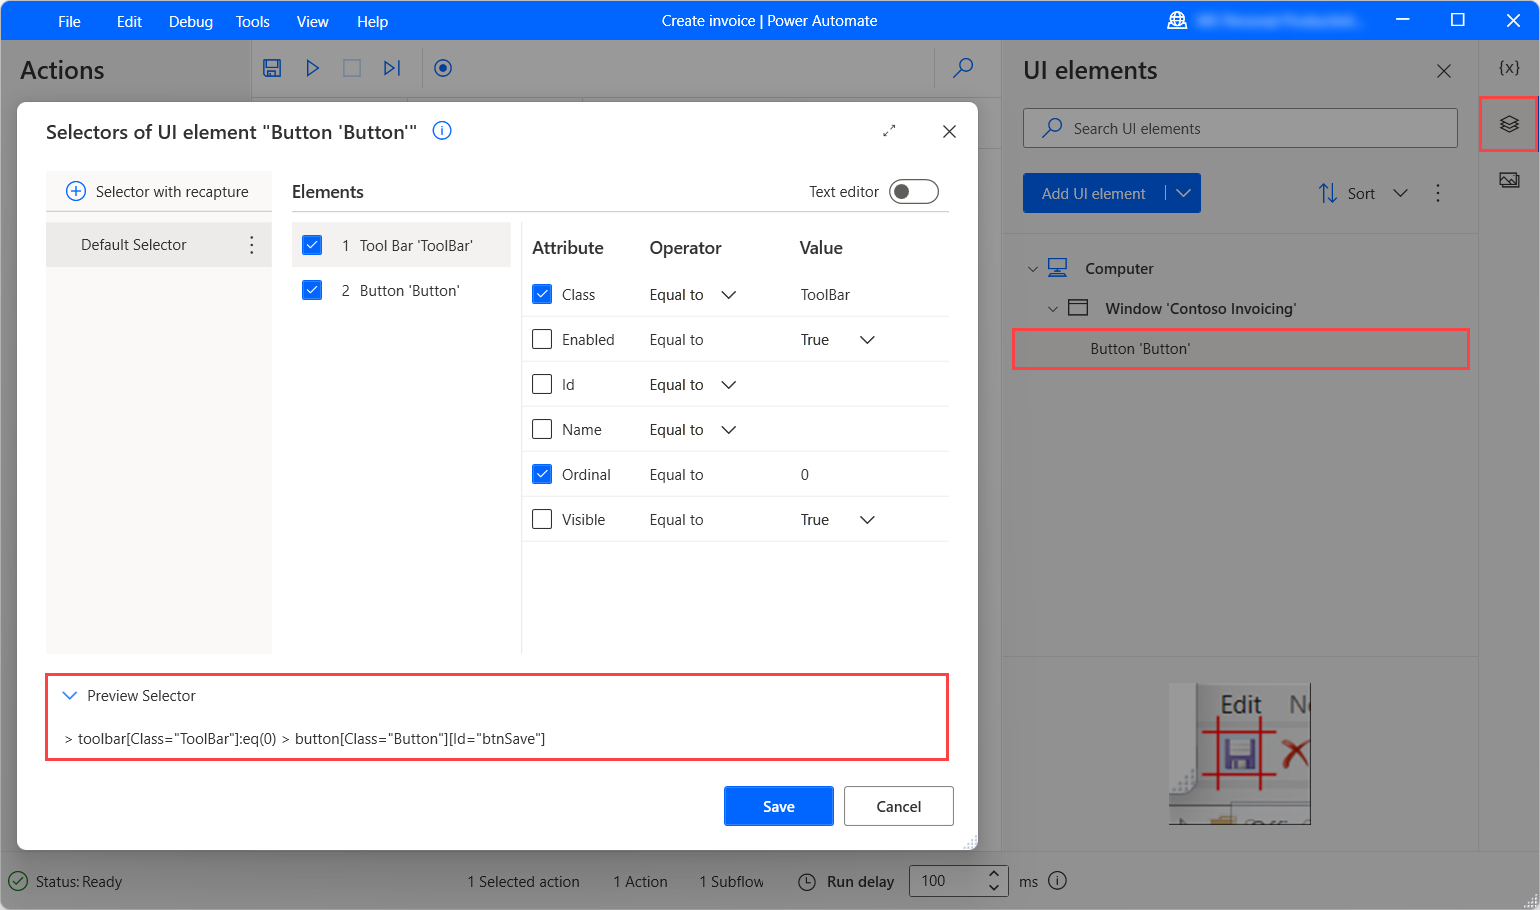 File Edit Debug Tools View Help
Create invoice | Power Automate
Actions
UI elements
{x}
Selectors of UI element "Button 'Button'"
Search UI elements
Selector with recapture
Elements
Text editor
Add UI element
Sort
Default Selector
1 Tool Bar 'ToolBar'
2 Button 'Button'
Attribute Operator Value
Class Equal to ToolBar
Enabled Equal to True
Id Equal to
Name Equal to
Ordinal Equal to 0
Visible Equal to True
Computer
Window 'Contoso Invoicing'
Button 'Button'
Preview Selector
> toolbar[Class="ToolBar"]:eq(0) > button[Class="Button"][Id="btnSave"]
Save Cancel
Edit
Status: Ready
1 Selected action
1 Action
1 Subflow
Run delay
100
ms